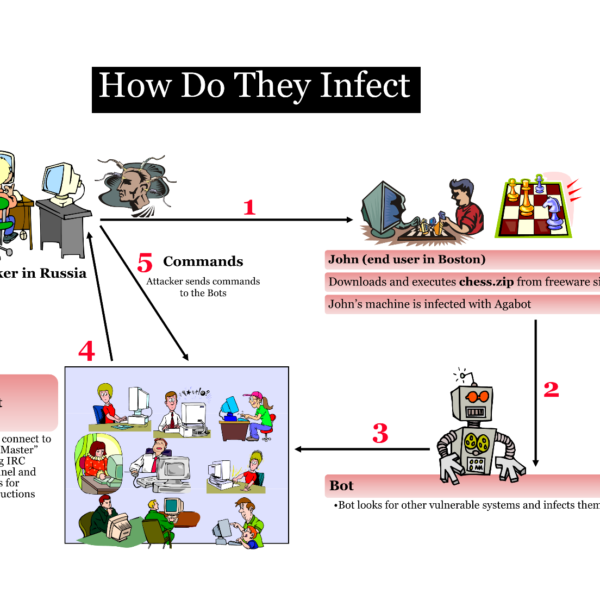 How Do They Infect
1
5 Commands
Attacker sends commands
to the Bots
ker in Russia
John (end user in Boston)
Downloads and executes chess.zip from freeware si
John's machine is infected with Agabot
2
4
3
t
connect to
Master"
g IRC
nel and
s for
uctions
Bot
•Bot looks for other vulnerable systems and infects them